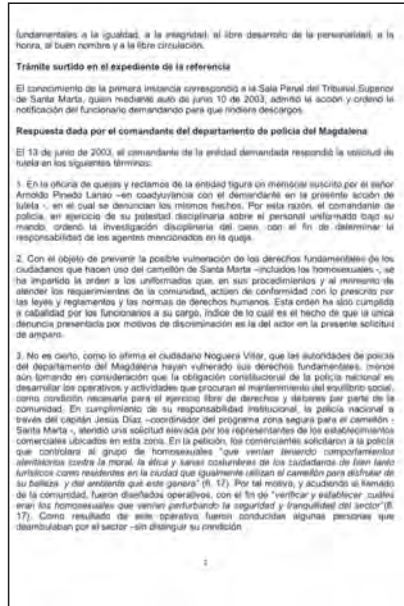 fundamentales a la igualdad, a la integridad, al libre desarrollo de la personalidad, a la
honra, al buen nombre y a la libre circulación.
Trámite surtido en el expediente de la referencia
El conocimiento de la primera instancia correspondió a la Sala Penal del Tribunal Superior
de Santa Marta, quien mediante auto de junio 10 de 2003, admitió la acción y ordenó la
notificación del funcionario demandando para que rindiera descargos.
Respuesta dada por el comandante del departamento de policía del Magdalena
El 13 de junio de 2003, el comandante de la entidad demandada respondió la solicitud de
tutela en los siguientes términos:
1. En la oficina de quejas y reclamos de la entidad figura un memorial suscrito por el señor
Arnoldo Pinedo Lanao –en coadyuvancia con el demandante en la presente acción de
tutela -, en el cual se denuncian los mismos hechos. Por esta razón, el comandante de
policía, en ejercicio de su potestad disciplinaria sobre el personal uniformado bajo su
mando, ordenó la investigación disciplinaria del caso, con el fin de determinar la
responsabilidad de los agentes mencionados en la queja.
2. Con el objeto de prevenir la posible vulneración de los derechos fundamentales de los
ciudadanos que hacen uso del camellón de Santa Marta –incluidos los homosexuales -, se
ha impartido la orden a los uniformados que, en sus procedimientos y al momento de
atender los requerimientos de la comunidad, actúen de conformidad con lo prescrito por
las leyes y reglamentos y las normas de derechos humanos. Esta orden ha sido cumplida
a cabalidad por los funcionarios a su cargo, índice de lo cual es el hecho de que la única
denuncia presentada por motivos de discriminación es la del actor en la presente solicitud
de amparo.
3. No es cierto, como lo afirma el ciudadano Noguera Villar, que las autoridades de policía
del departamento del Magdalena hayan vulnerado sus derechos fundamentales, menos
aún tomando en consideración que la obligación constitucional de la policía nacional es
desarrollar los operativos y actividades que procuran el mantenimiento del equilibrio social,
como condición necesaria para el ejercicio libre de derechos y deberes por parte de la
comunidad. En cumplimiento de su responsabilidad institucional, la policía nacional a
través del capitán Jesús Díaz –coordinador del programa zona segura para el camellón -
Santa Marta -, atendió una solicitud elevada por los representantes de los establecimientos
comerciales ubicados en esta zona. En la petición, los comerciantes solicitaron a la policía
que controlara al grupo de homosexuales "que venían teniendo comportamientos
atentatorios contra la moral, la ética y sanas costumbres de los ciudadanos de bien tanto
turísticos como residentes en la ciudad que igualmente utilizan el camellón para disfrutar de
su belleza y del ambiente que este genera" (fl. 17). Por tal motivo, y acudiendo al llamado
de la comunidad, fueron diseñados operativos, con el fin de "verificar y establecer cuáles
eran los homosexuales que venían perturbando la seguridad y tranquilidad del sector"(fl.
17). Como resultado de este operativo fueron conducidas algunas personas que
deambulaban por el sector –sin distinguir su condición